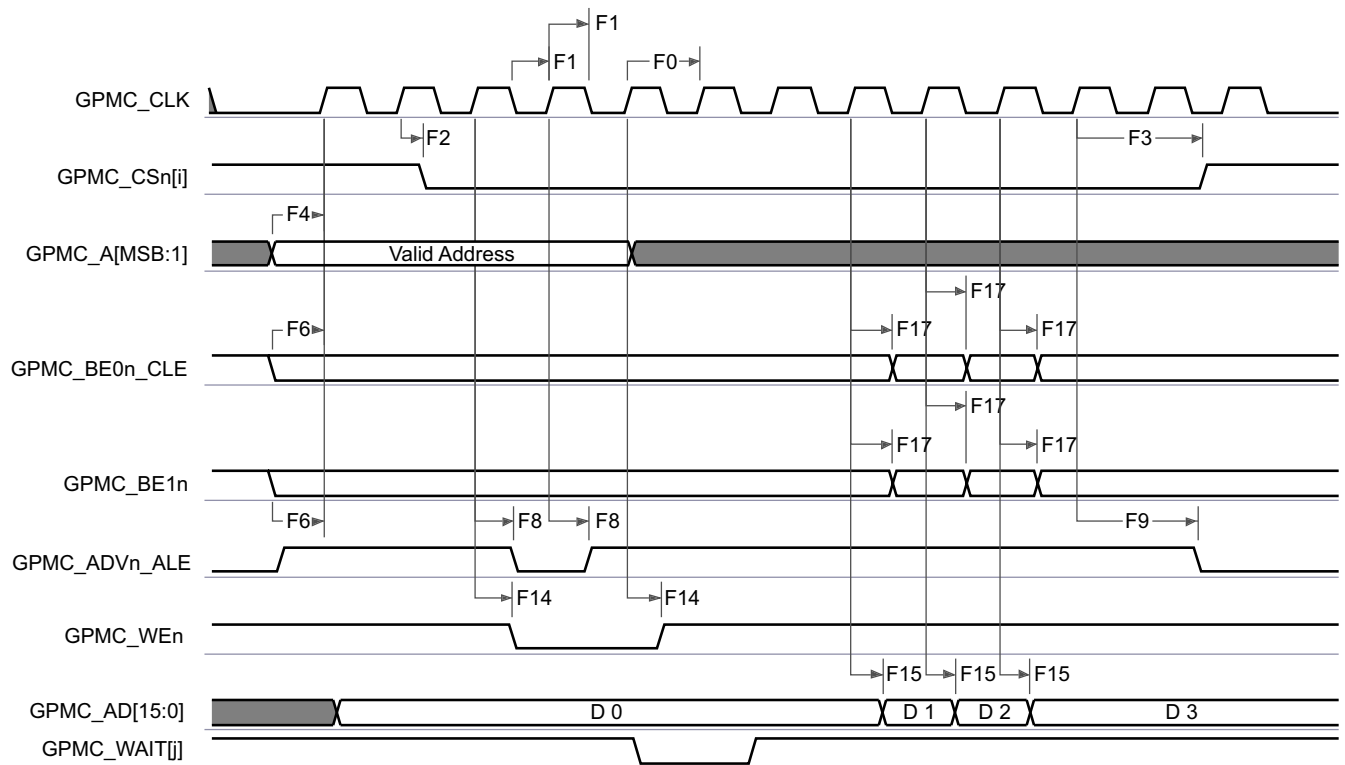 F1
F1 F0
GPMC_CLK
F2 F3
GPMC_CSn[i]
F4
GPMC_A[MSB:1] Valid Address
F17
F6 F17 F17
GPMC_BE0n_CLE
F17
F17 F17
GPMC_BE1n
F6 F8 F8 F9
GPMC_ADVn_ALE
F14 F14
GPMC_WEn
F15 F15 F15
GPMC_AD[15:0] D 0 D 1 D 2 D 3
GPMC_WAIT[j]